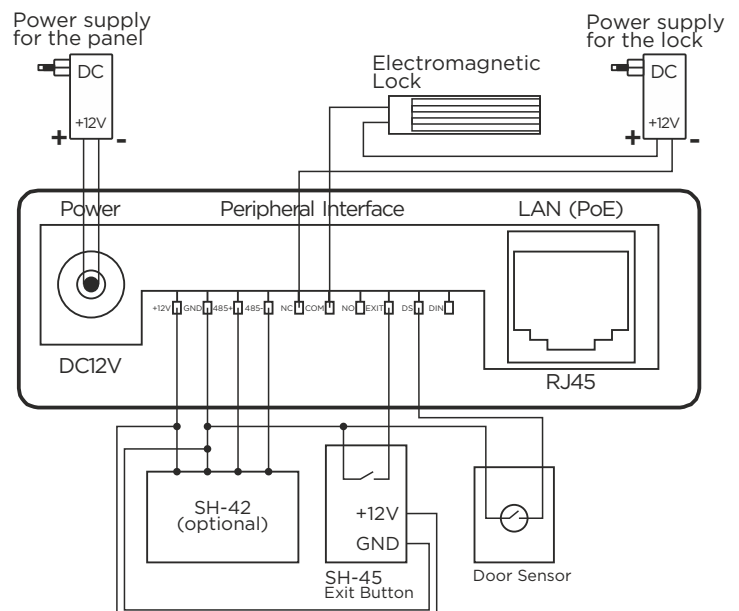 Power supply
for the panel
Power supply
for the lock
Electromagnetic
Lock
DC
+12V
+
-
DC
+12V
+
-
Power
Peripheral Interface
LAN (PoE)
+12V GND 485+ 485- NC COM NO EXIT DS DIN
DC12V
RJ45
SH-42
(optional)
+12V
GND
SH-45
Exit Button
Door Sensor